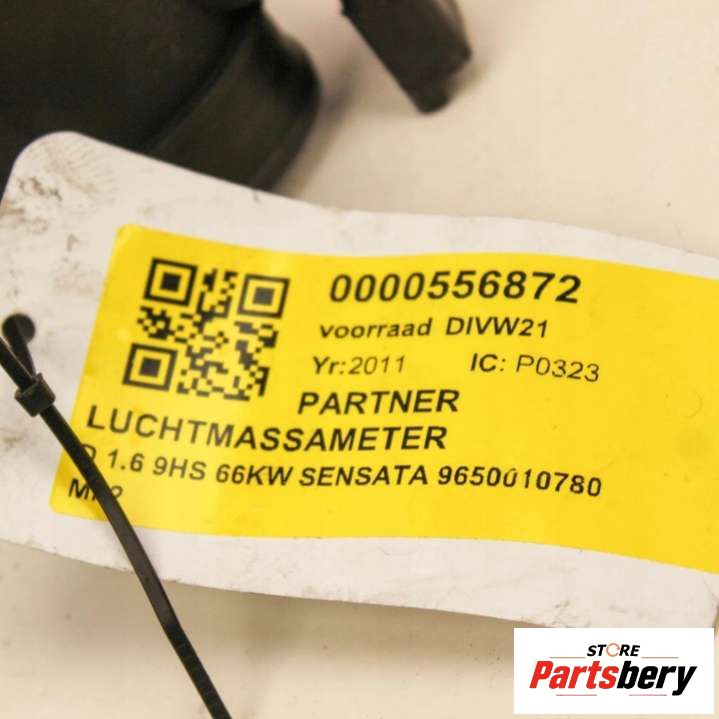 0000556872
voorraad DIVW21
Yr:2011 IC: P0323
PARTNER
LUCHTMASSAMETER
D 1.6 9HS 66KW SENSATA 9650010780
STORE
Partsbery